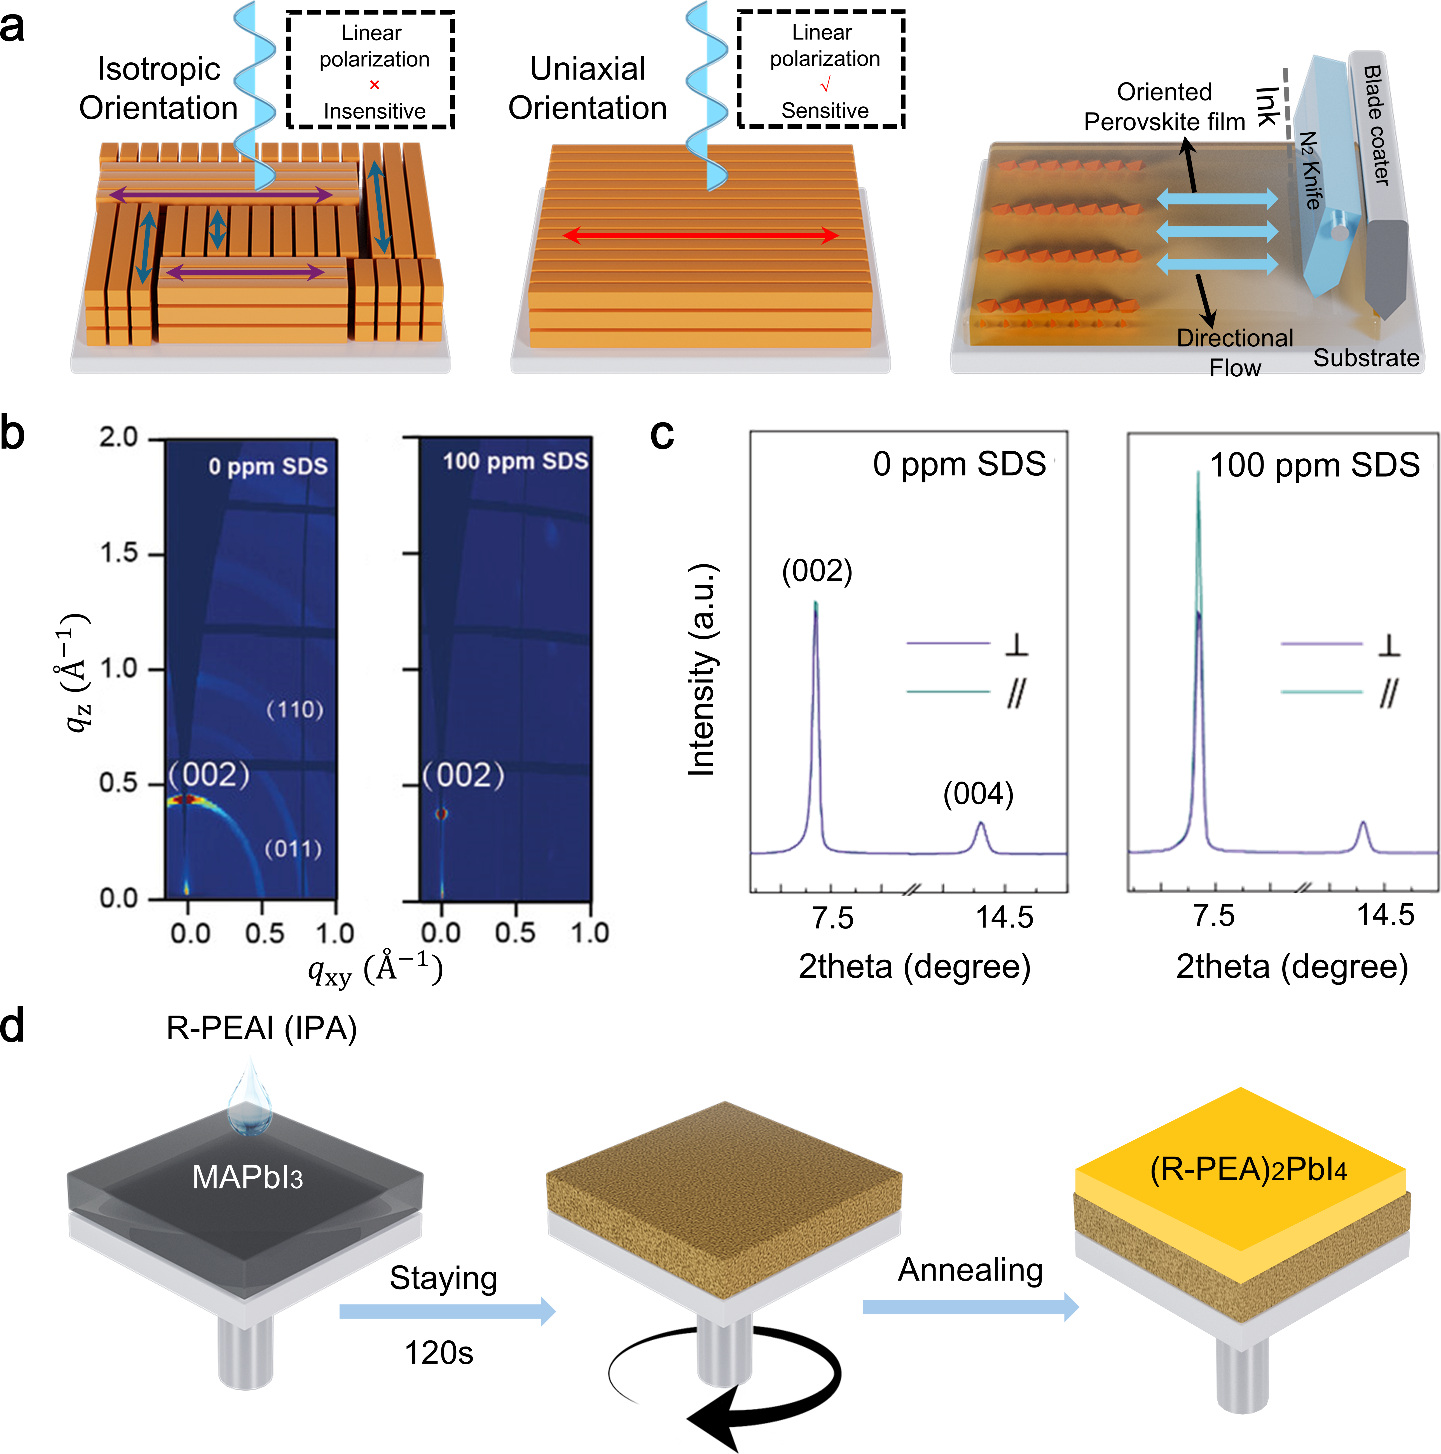 a
Isotropic
Orientation
Linear
polarization
×
Insensitive
Uniaxial
Orientation
Linear
polarization
√
Sensitive
Oriented
Perovskite film
Ink
N2 Knife
Blade coater
Directional
Flow
Substrate
b
2.0
1.5
1.0
0.5
0.0
qz (Å−1)
0 ppm SDS
(110)
(002)
(011)
0.0 0.5 1.0
100 ppm SDS
(002)
0.0 0.5 1.0
qxy (Å−1)
c
Intensity (a.u.)
0 ppm SDS
(002)
⊥
//
(004)
7.5 14.5
2theta (degree)
100 ppm SDS
⊥
//
7.5 14.5
2theta (degree)
d
R-PEAI (IPA)
MAPbI3
Staying
120s
Annealing
(R-PEA)2PbI4